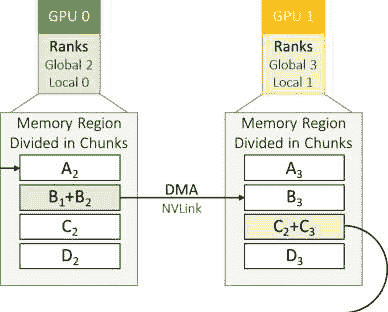 GPU 0
Ranks
Global 2
Local 0
Memory Region
Divided in Chunks
A₂
B₁+B₂
C₂
D₂
DMA
NVLink
GPU 1
Ranks
Global 3
Local 1
Memory Region
Divided in Chunks
A₃
B₃
C₂+C₃
D₃